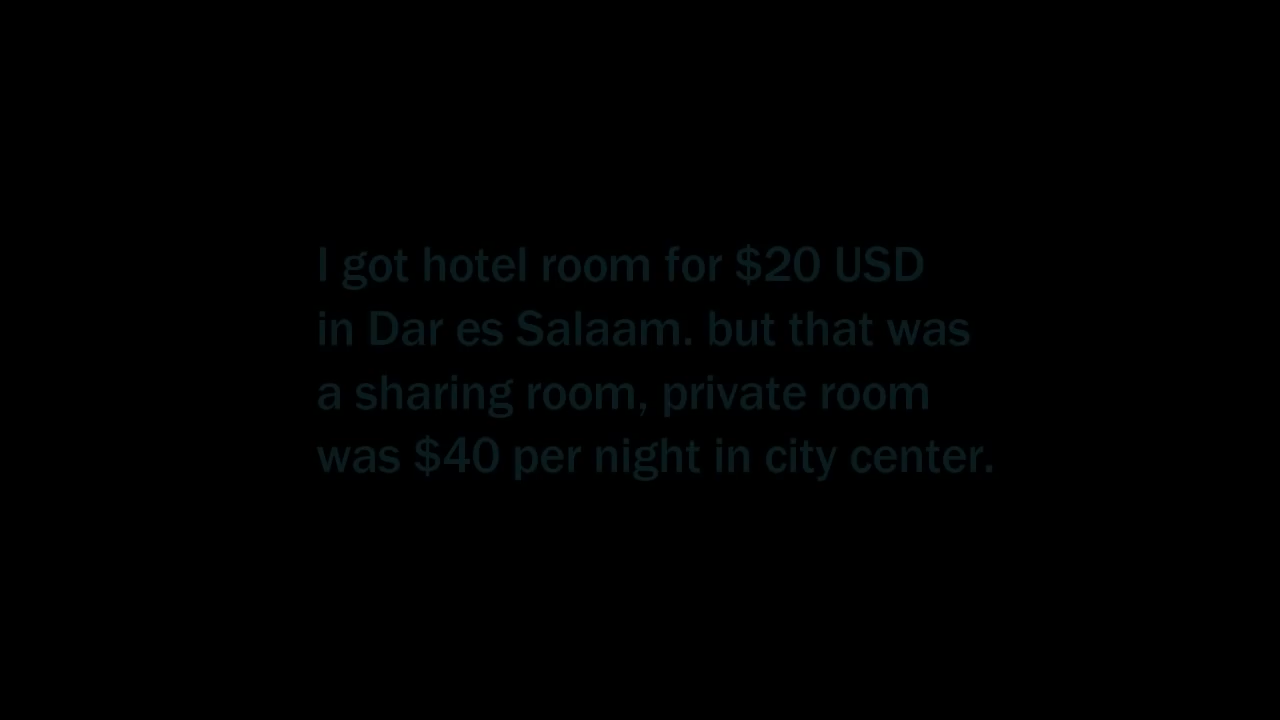 I got hotel room for $20 USD
in Dar es Salaam. but that was
a sharing room, private room
was $40 per night in city center.